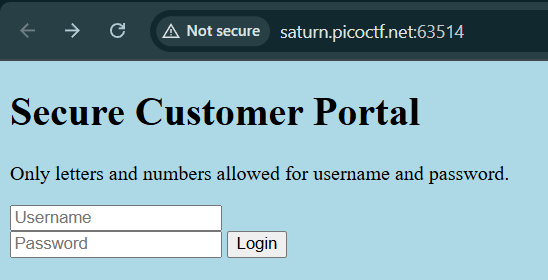 Not secure saturn.picoctf.net:63514
Secure Customer Portal
Only letters and numbers allowed for username and password.
Username
Password Login